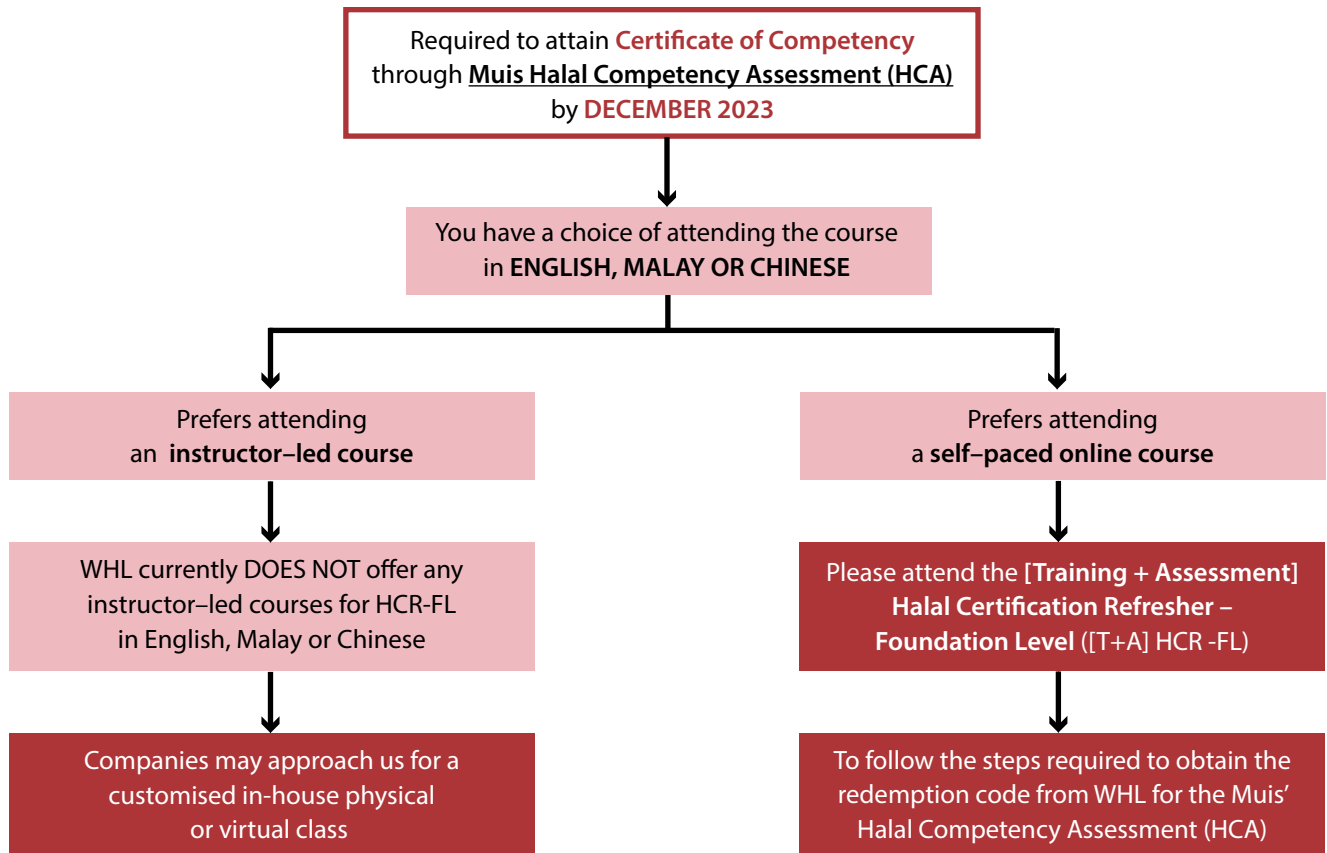 Required to attain Certificate of Competency
through Muis Halal Competency Assessment (HCA)
by DECEMBER 2023
You have a choice of attending the course
in ENGLISH, MALAY OR CHINESE
Prefers attending
an instructor–led course
WHL currently DOES NOT offer any
instructor–led courses for HCR-FL
in English, Malay or Chinese
Companies may approach us for a
customised in-house physical
or virtual class
Prefers attending
a self–paced online course
Please attend the [Training + Assessment]
Halal Certification Refresher –
Foundation Level ([T+A] HCR -FL)
To follow the steps required to obtain the
redemption code from WHL for the Muis’
Halal Competency Assessment (HCA)